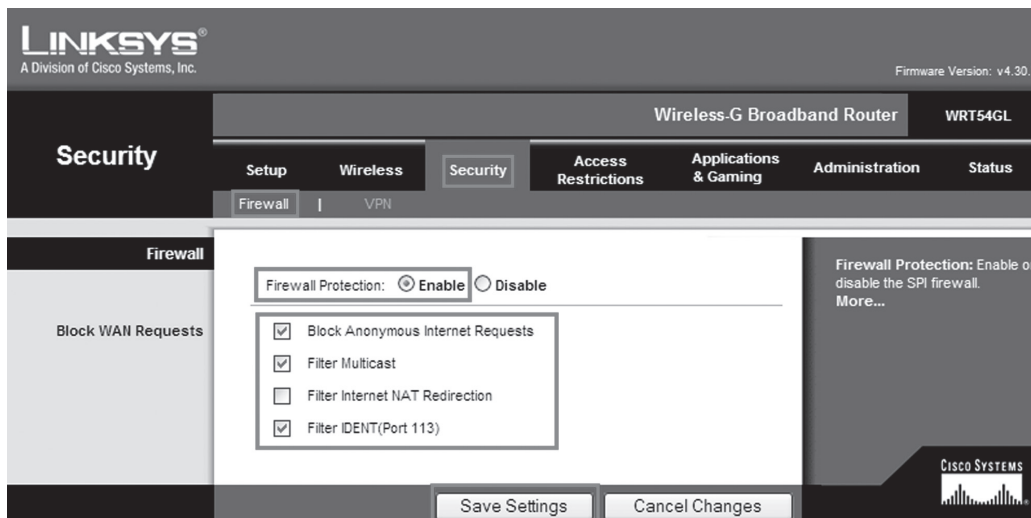 LINKSYS®
A Division of Cisco Systems, Inc.
Firmware Version: v4.30.
Wireless-G Broadband Router WRT54GL
Security
Setup Wireless Security Access Restrictions Applications & Gaming Administration Status
Firewall | VPN
Firewall
Firewall Protection: Enable Disable
Firewall Protection: Enable o
disable the SPI firewall.
More...
Block WAN Requests
Block Anonymous Internet Requests
Filter Multicast
Filter Internet NAT Redirection
Filter IDENT(Port 113)
CISCO SYSTEMS
Save Settings Cancel Changes